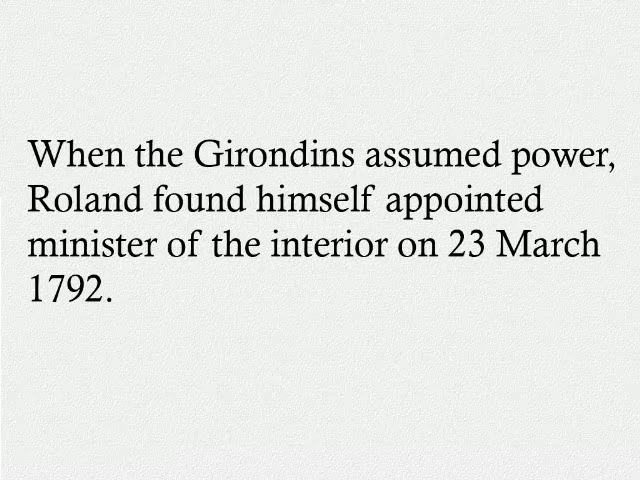 When the Girondins assumed power,
Roland found himself appointed
minister of the interior on 23 March
1792.